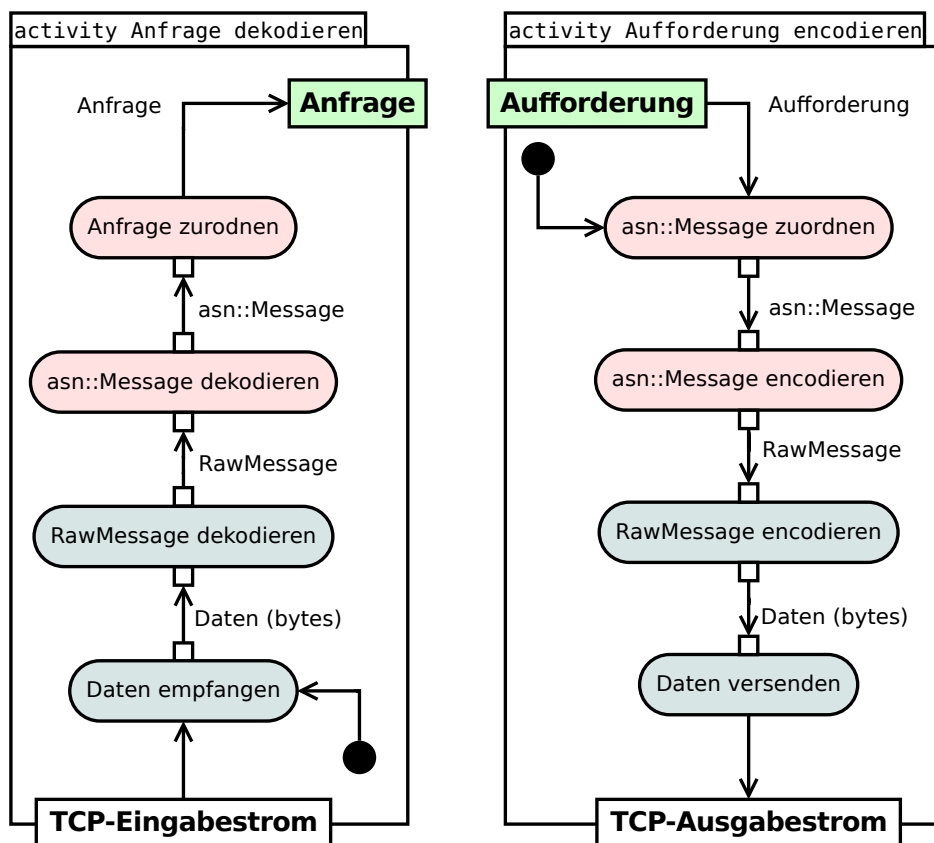 activity Anfrage dekodieren
Anfrage
Anfrage
Anfrage zurodnen
asn::Message
asn::Message dekodieren
RawMessage
RawMessage dekodieren
Daten (bytes)
Daten empfangen
TCP-Eingabestrom
activity Aufforderung encodieren
Aufforderung
Aufforderung
asn::Message zuordnen
asn::Message
asn::Message encodieren
RawMessage
RawMessage encodieren
Daten (bytes)
Daten versenden
TCP-Ausgabestrom